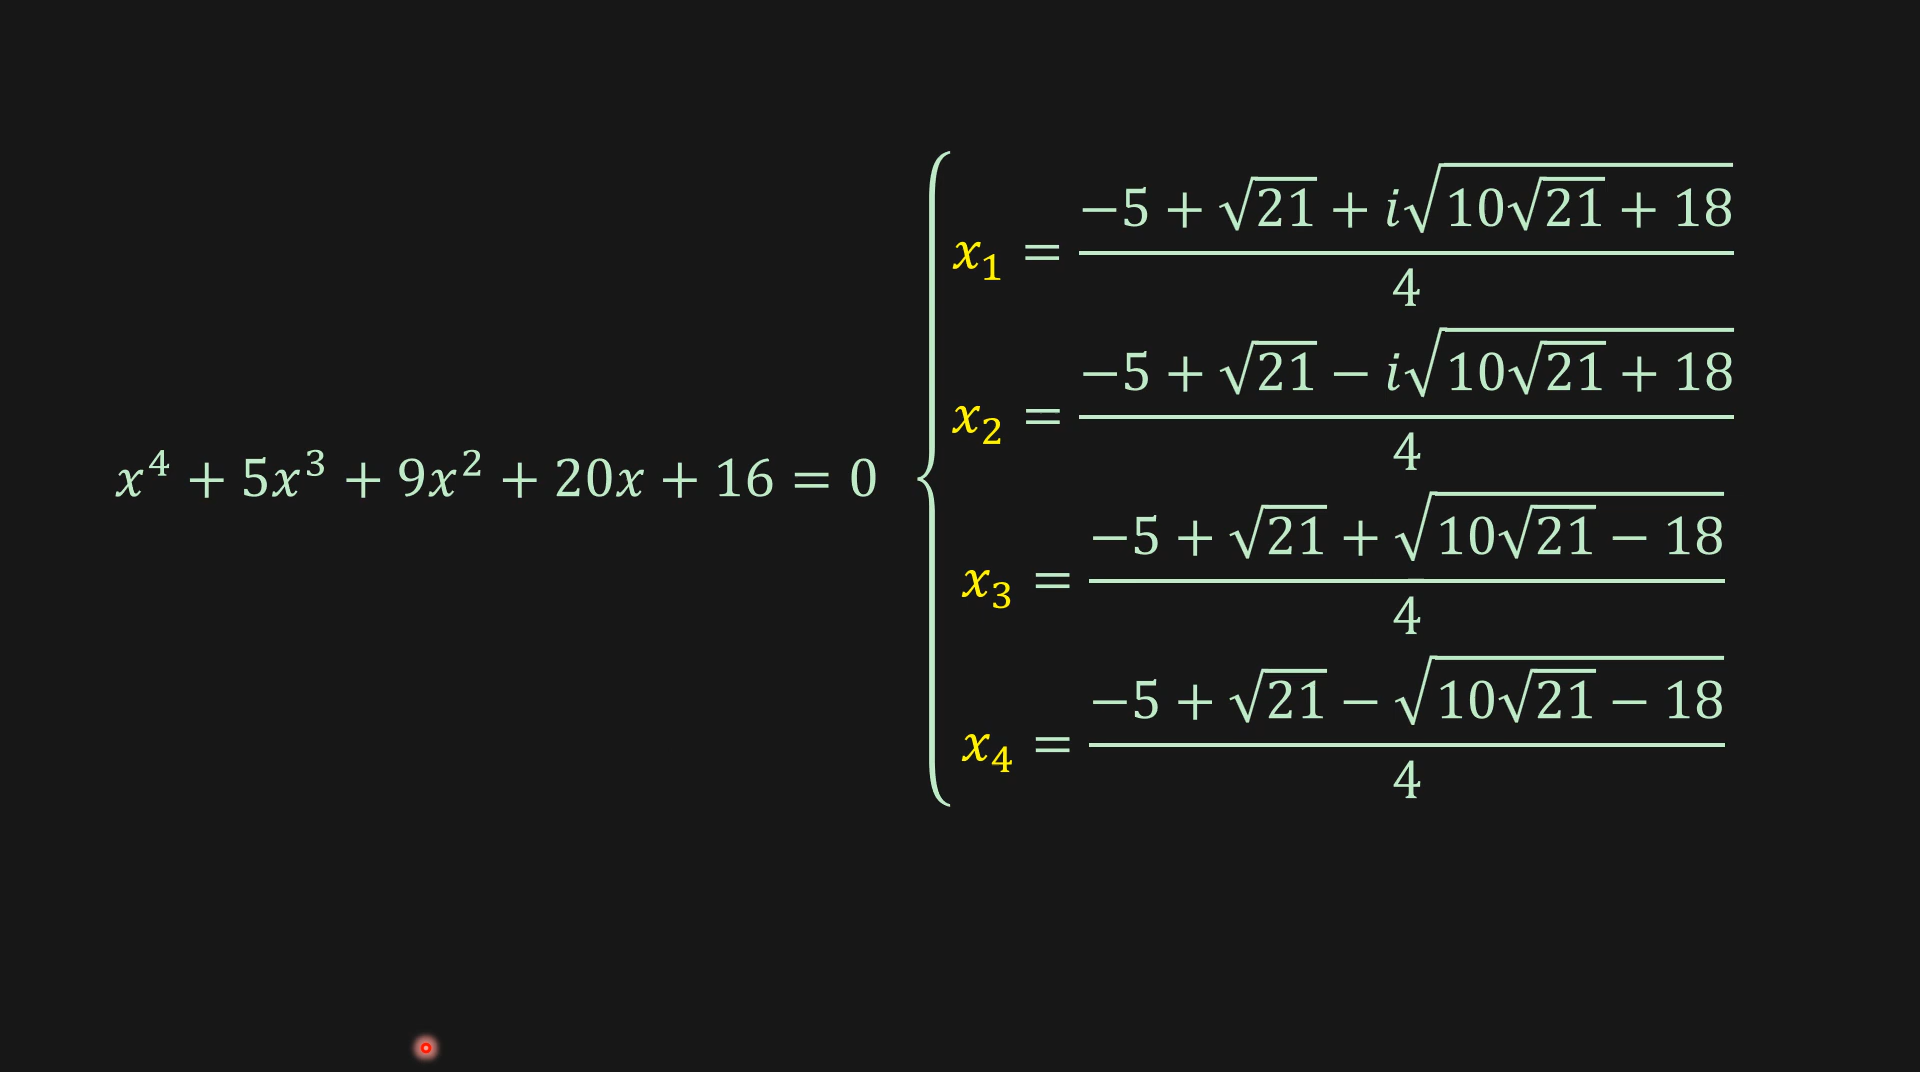 x⁴ + 5x³ + 9x² + 20x + 16 = 0
x₁ = (−5 + √21 + i√(10√21 + 18))/4
x₂ = (−5 + √21 − i√(10√21 + 18))/4
x₃ = (−5 + √21 + √(10√21 − 18))/4
x₄ = (−5 + √21 − √(10√21 − 18))/4